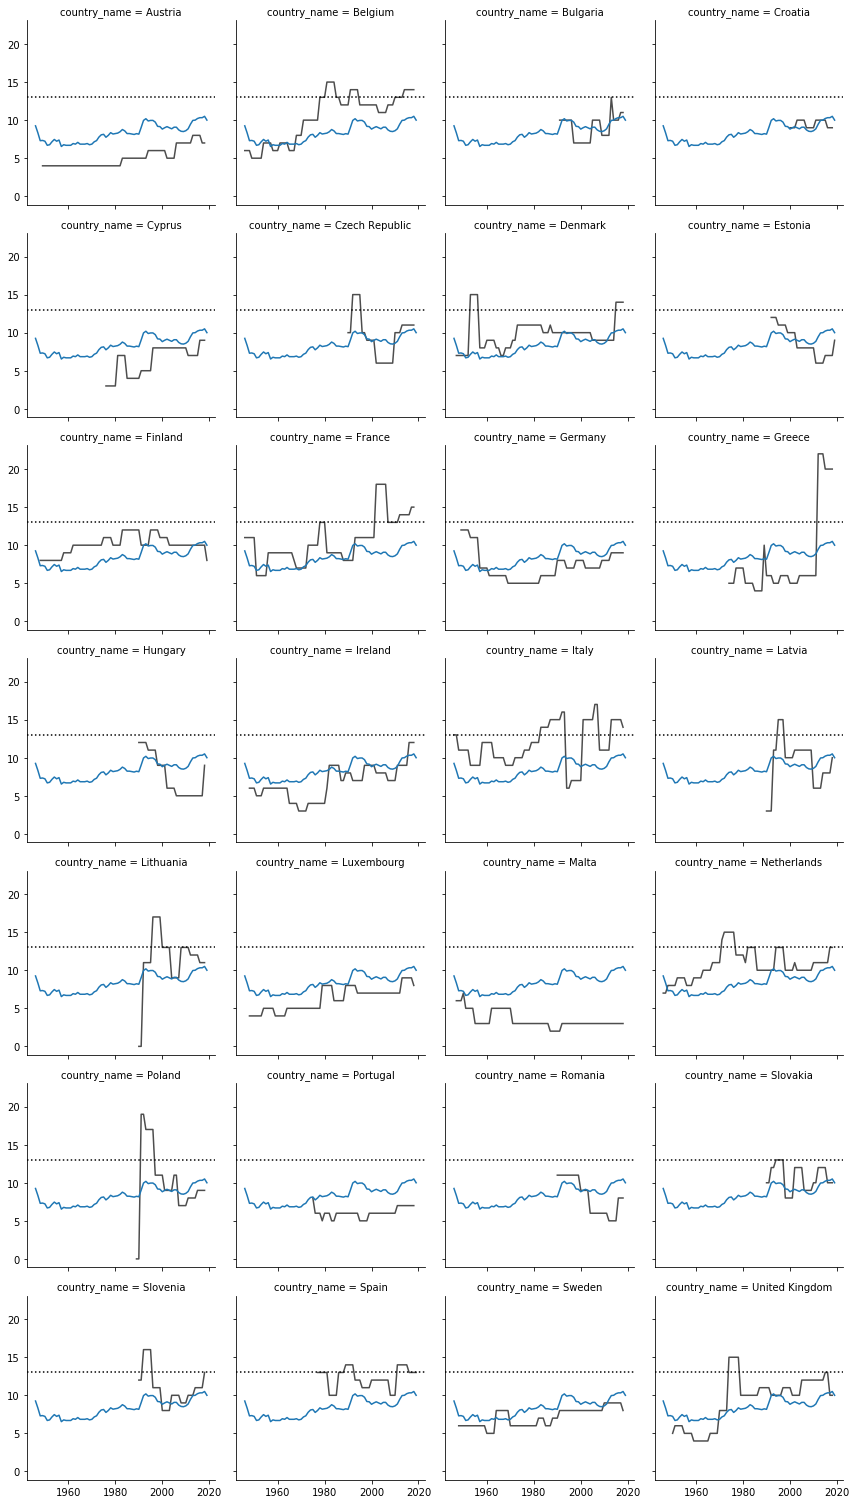 country_name = Austria
country_name = Belgium
country_name = Bulgaria
country_name = Croatia
20
15
10
5
0
country_name = Cyprus
country_name = Czech Republic
country_name = Denmark
country_name = Estonia
20
15
10
5
0
country_name = Finland
country_name = France
country_name = Germany
country_name = Greece
20
15
10
5
0
country_name = Hungary
country_name = Ireland
country_name = Italy
country_name = Latvia
20
15
10
5
0
country_name = Lithuania
country_name = Luxembourg
country_name = Malta
country_name = Netherlands
20
15
10
5
0
country_name = Poland
country_name = Portugal
country_name = Romania
country_name = Slovakia
20
15
10
5
0
country_name = Slovenia
country_name = Spain
country_name = Sweden
country_name = United Kingdom
20
15
10
5
0
1960 1980 2000 2020
1960 1980 2000 2020
1960 1980 2000 2020
1960 1980 2000 2020